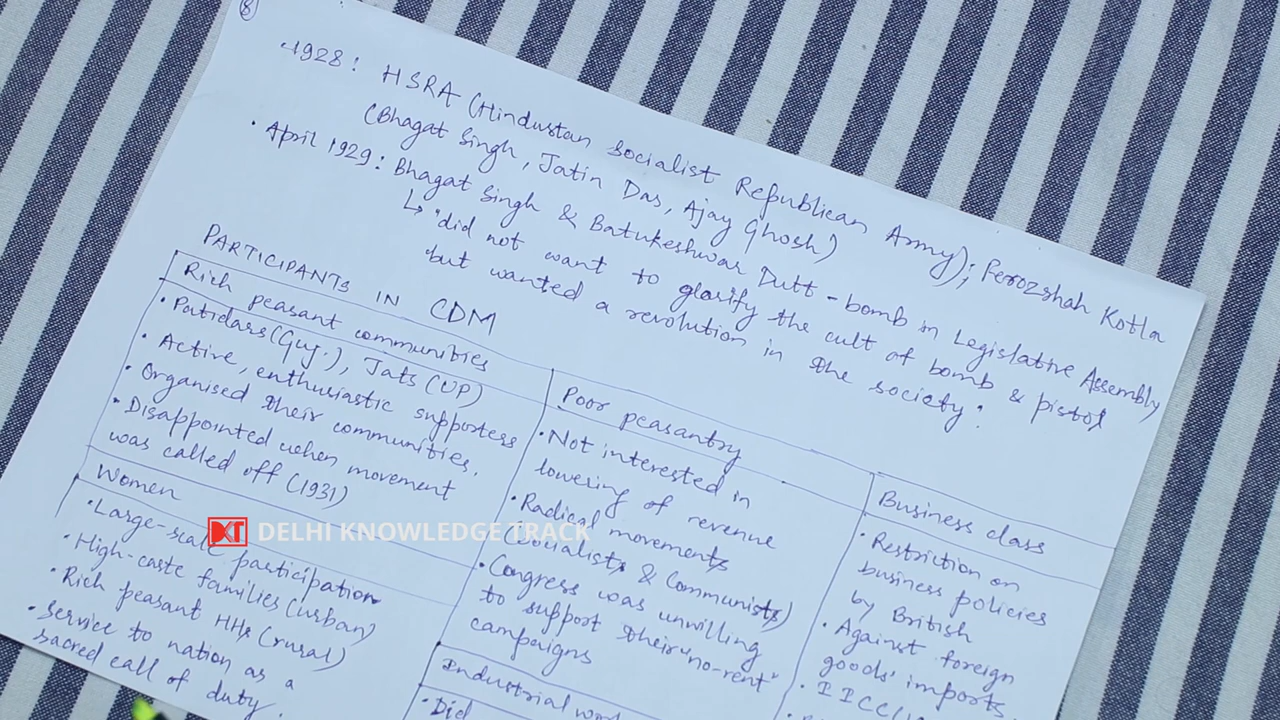 8
·1928: HSRA (Hindustan Socialist Republican Army); Ferozshah Kotla
(Bhagat Singh, Jatin Das, Ajay Ghosh)
· April 1929: Bhagat Singh & Batukeshwar Dutt - bomb in Legislative Assembly
↳ "did not want to glorify the cult of bomb & pistol
but wanted a revolution in the society.
PARTICIPANTS IN CDM
Rich peasant communities
· Patidars (Guj.), Jats (UP)
· Active, enthusiastic supporters
· Organised their communities.
· Disappointed when movement
was called off (1931)
Women
· Large-scale participation
· High-caste families (urban)
· Rich peasant HHs (rural)
· Service to nation as a
sacred call of duty.
Poor peasantry
· Not interested in
lowering of revenue
· Radical movements
Socialists & Communists)
· Congress was unwilling
to support their "no-rent"
campaigns
Industrial
· Did
Business class
· Restriction on
business policies
by British
· Against foreign
goods' imports.
DELHI KNOWLEDGE TRACK